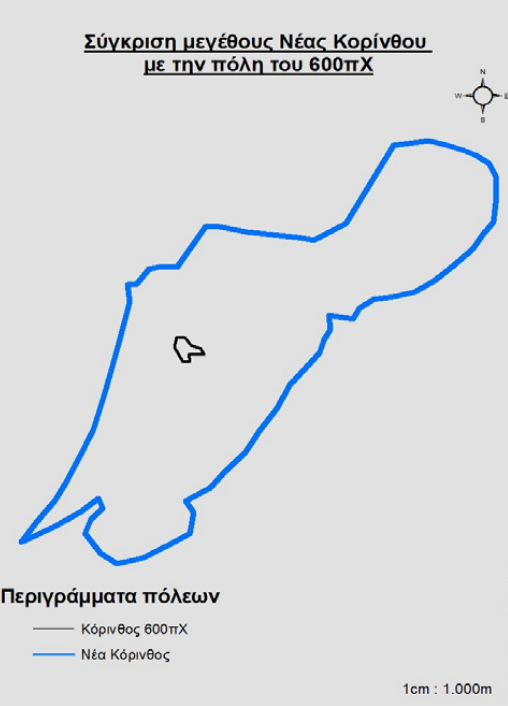 Σύγκριση μεγέθους Νέας Κορίνθου
με την πόλη του 600πΧ
N
W E
S
Περιγράμματα πόλεων
Κόρινθος 600πΧ
Νέα Κόρινθος
1cm : 1.000m